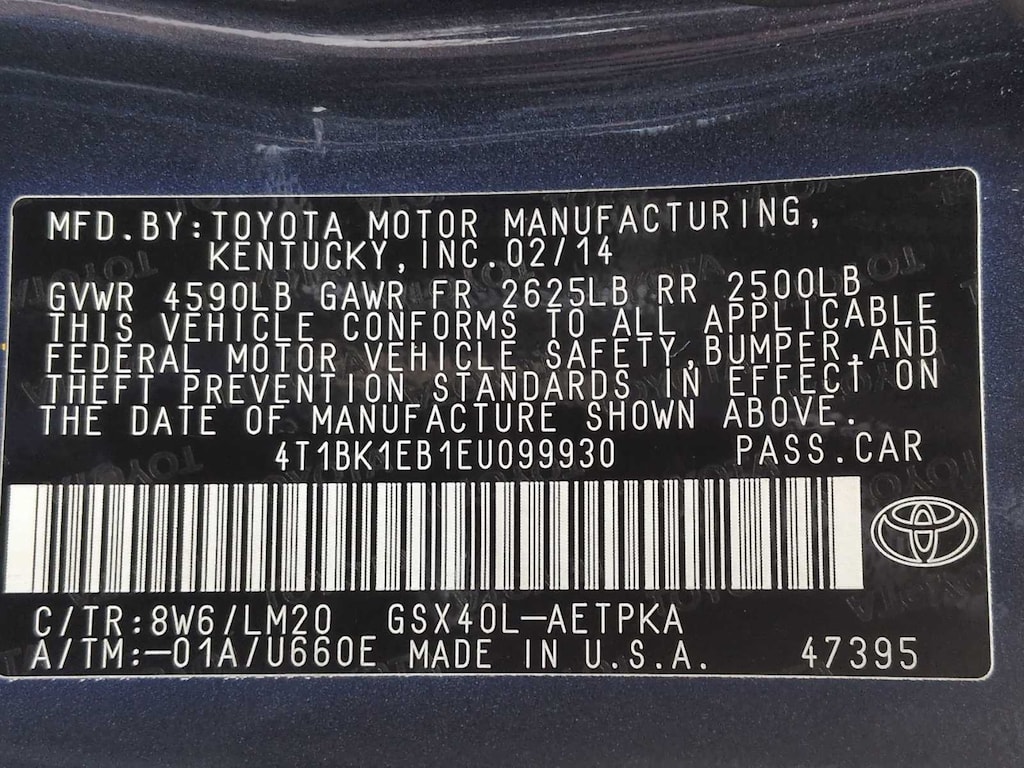 MFD.BY:TOYOTA MOTOR MANUFACTURING,
KENTUCKY,INC.02/14
GVWR 4590LB GAWR FR 2625LB RR 2500LB
THIS VEHICLE CONFORMS TO ALL APPLICABLE
FEDERAL MOTOR VEHICLE SAFETY,BUMPER,AND
THEFT PREVENTION STANDARDS IN EFFECT ON
THE DATE OF MANUFACTURE SHOWN ABOVE.
4T1BK1EB1EU099930 PASS.CAR
C/TR:8W6/LM20 GSX40L-AETPKA
A/TM:-01A/U660E MADE IN U.S.A. 47395